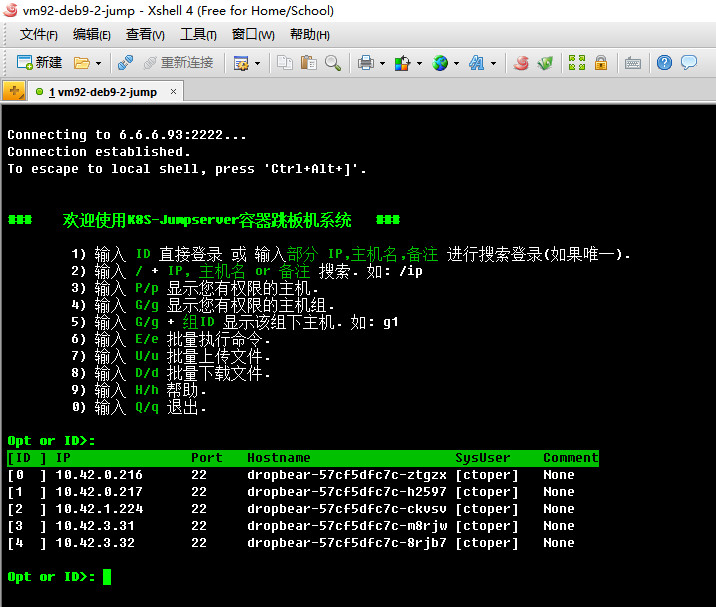 vm92-deb9-2-jump - Xshell 4 (Free for Home/School)
文件(F) 编辑(E) 查看(V) 工具(T) 窗口(W) 帮助(H)
新建 重新连接
1 vm92-deb9-2-jump ×
Connecting to 6.6.6.93:2222...
Connection established.
To escape to local shell, press 'Ctrl+Alt+]'.
### 欢迎使用K8S-Jumpserver容器跳板机系统 ###
1) 输入 ID 直接登录 或 输入部分 IP,主机名,备注 进行搜索登录(如果唯一).
2) 输入 / + IP, 主机名 or 备注 搜索. 如: /ip
3) 输入 P/p 显示您有权限的主机.
4) 输入 G/g 显示您有权限的主机组.
5) 输入 G/g + 组ID 显示该组下主机. 如: g1
6) 输入 E/e 批量执行命令.
7) 输入 U/u 批量上传文件.
8) 输入 D/d 批量下载文件.
9) 输入 H/h 帮助.
0) 输入 Q/q 退出.
Opt or ID>:
[ID ] IP Port Hostname SysUser Comment
[0 ] 10.42.0.216 22 dropbear-57cf5dfc7c-ztgzx [ctoper] None
[1 ] 10.42.0.217 22 dropbear-57cf5dfc7c-h2597 [ctoper] None
[2 ] 10.42.1.224 22 dropbear-57cf5dfc7c-ckvsv [ctoper] None
[3 ] 10.42.3.31 22 dropbear-57cf5dfc7c-m8rjw [ctoper] None
[4 ] 10.42.3.32 22 dropbear-57cf5dfc7c-8rjb7 [ctoper] None
Opt or ID>: